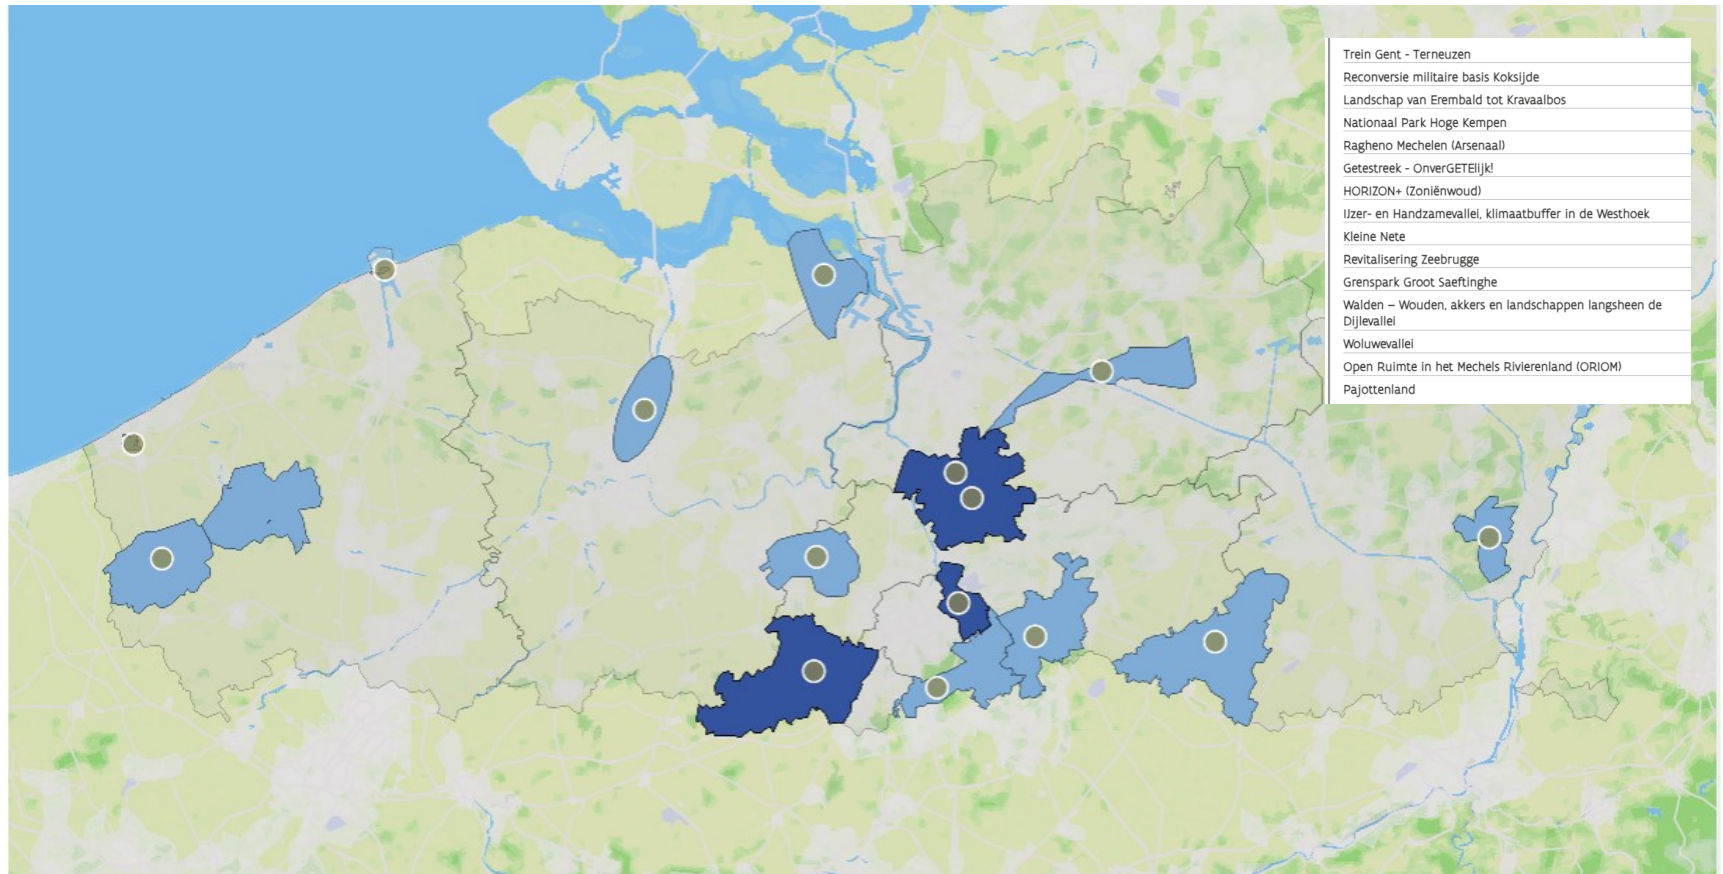 Trein Gent - Terneuzen
Reconversie militaire basis Koksijde
Landschap van Erembald tot Kravaalbos
Nationaal Park Hoge Kempen
Ragheno Mechelen (Arsenaal)
Getestreek - OnverGETElijk!
HORIZON+ (Zoniënwoud)
IJzer- en Handzamevallei, klimaatbuffer in de Westhoek
Kleine Nete
Revitalisering Zeebrugge
Grenspark Groot Saeftinghe
Walden – Wouden, akkers en landschappen langsheen de
Dijlevallei
Woluwevallei
Open Ruimte in het Mechels Rivierenland (ORIOM)
Pajottenland